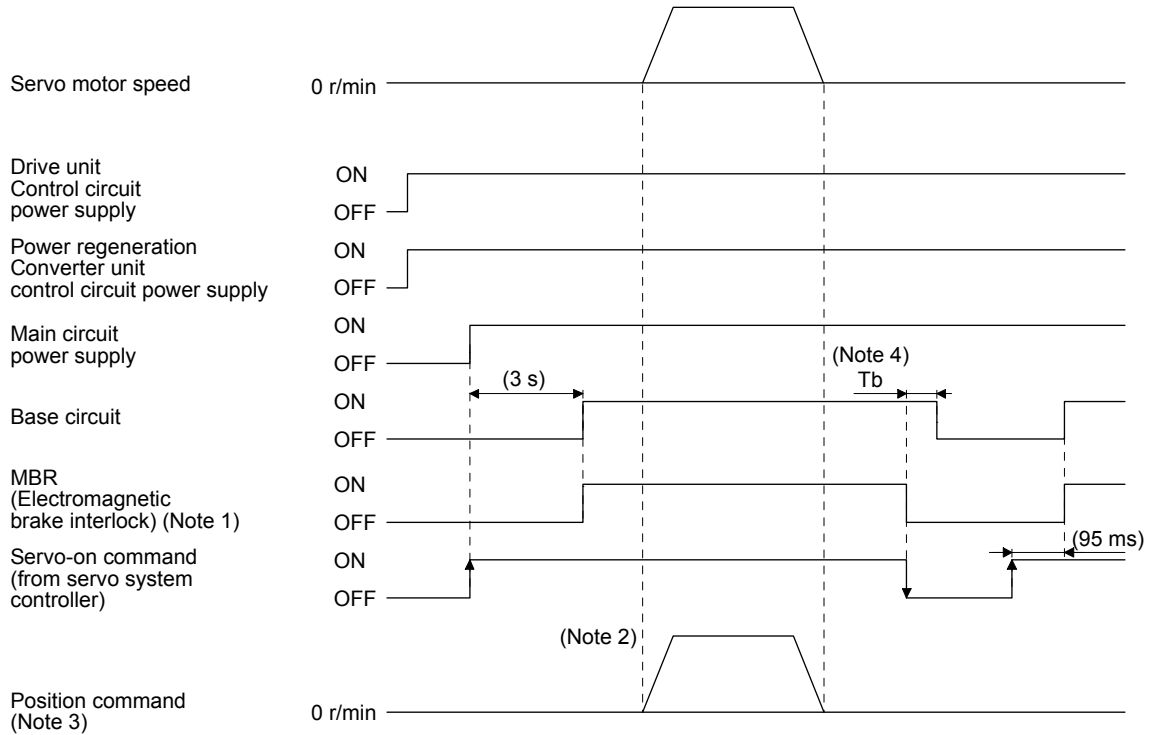 Servo motor speed
0 r/min
Drive unit
Control circuit
power supply
ON
OFF
Power regeneration
Converter unit
control circuit power supply
ON
OFF
Main circuit
power supply
ON
OFF
(3 s)
(Note 4)
Tb
Base circuit
ON
OFF
MBR
(Electromagnetic
brake interlock) (Note 1)
ON
OFF
(95 ms)
Servo-on command
(from servo system
controller)
ON
OFF
(Note 2)
Position command
(Note 3)
0 r/min